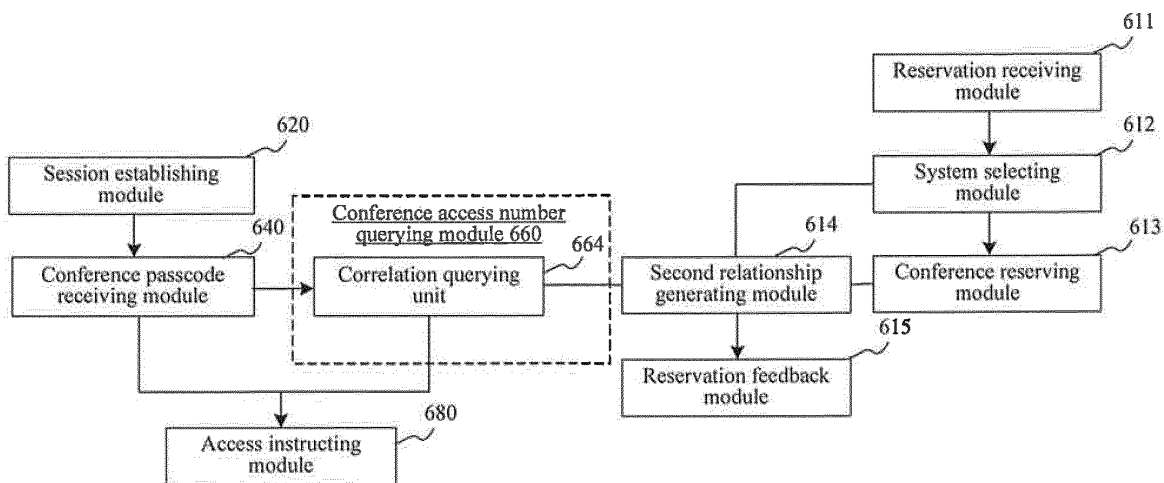 611
Reservation receiving
module
620
612
Session establishing
module
System selecting
module
Conference access number
querying module 660
640
664
614
613
Conference passcode
receiving module
Correlation querying
unit
Second relationship
generating module
Conference reserving
module
615
Reservation feedback
module
680
Access instructing
module